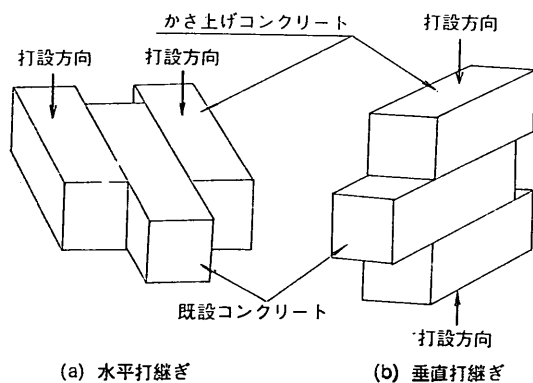 かさ上げコンクリート
打設方向
打設方向
打設方向
既設コンクリート
打設方向
(a) 水平打継ぎ
(b) 垂直打継ぎ